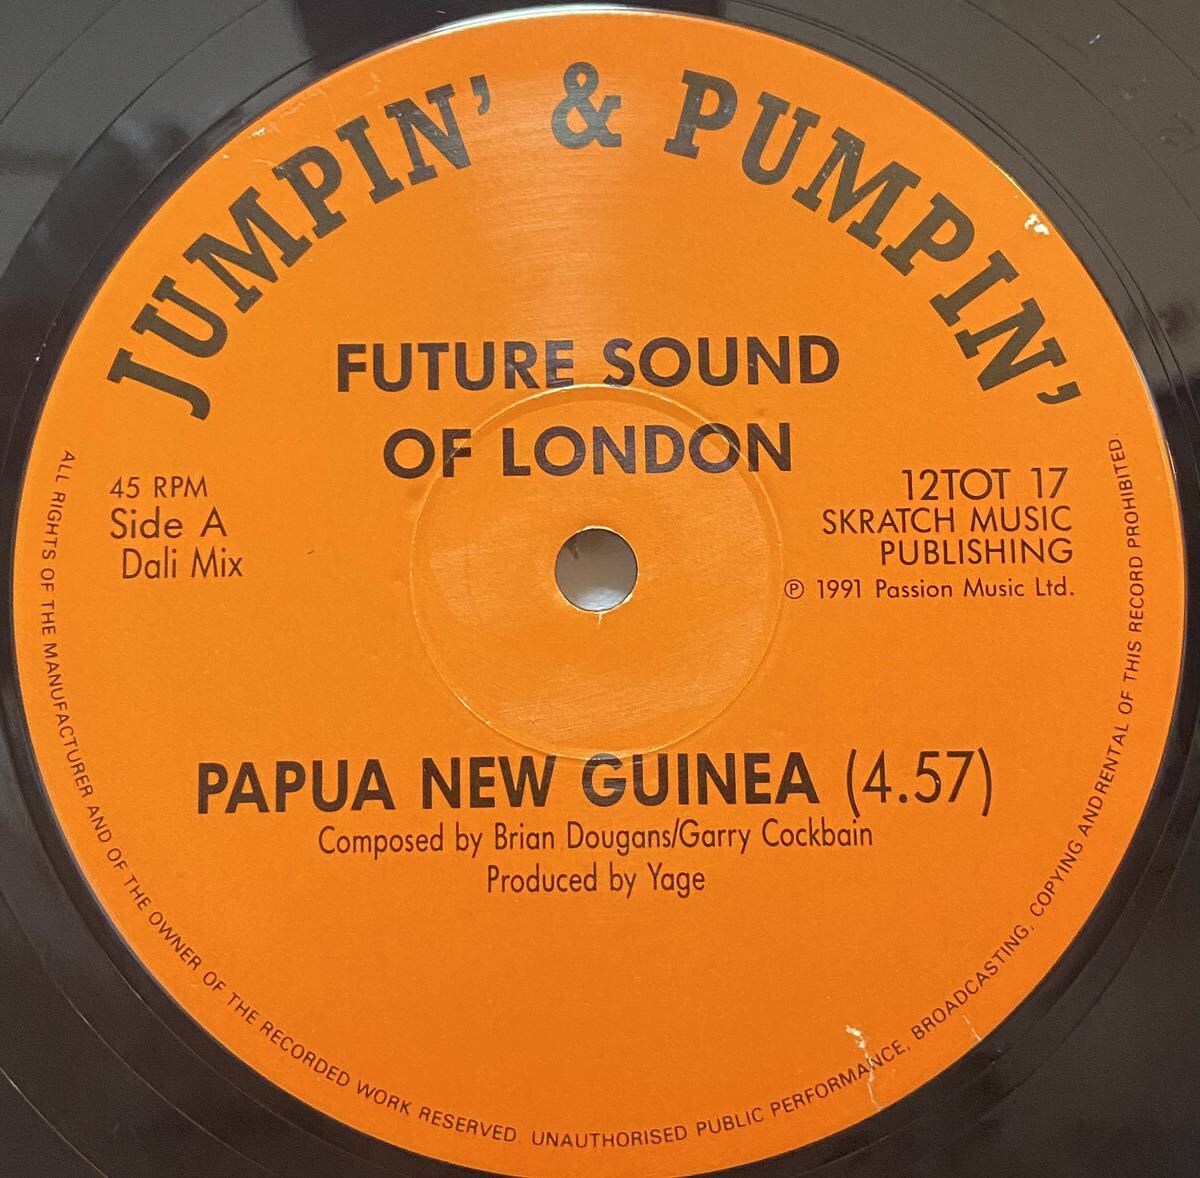 JUMPIN' & PUMPIN'
FUTURE SOUND
OF LONDON
45 RPM
Side A
Dali Mix
12TOT 17
SKRATCH MUSIC
PUBLISHING
℗ 1991 Passion Music Ltd.
PAPUA NEW GUINEA (4.57)
Composed by Brian Dougans/Garry Cockbain
Produced by Yage
ALL RIGHTS OF THE MANUFACTURER AND OF THE OWNER OF THE RECORDED WORK RESERVED. UNAUTHORISED PUBLIC PERFORMANCE, BROADCASTING, COPYING AND RENTAL OF THIS RECORD PROHIBITED.